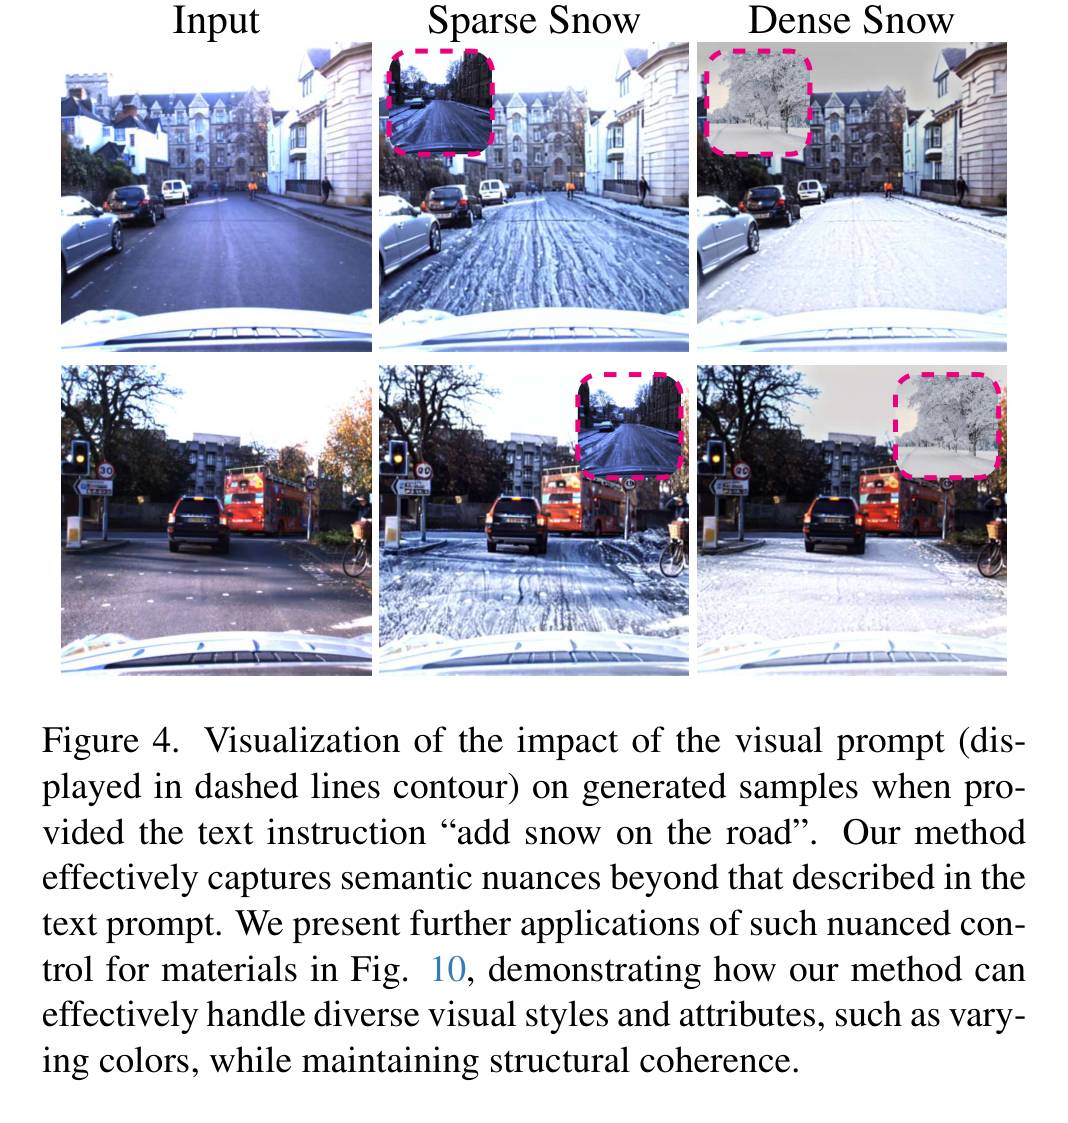 Input Sparse Snow Dense Snow
30
Figure 4. Visualization of the impact of the visual prompt (dis-
played in dashed lines contour) on generated samples when pro-
vided the text instruction “add snow on the road”. Our method
effectively captures semantic nuances beyond that described in the
text prompt. We present further applications of such nuanced con-
trol for materials in Fig. 10, demonstrating how our method can
effectively handle diverse visual styles and attributes, such as vary-
ing colors, while maintaining structural coherence.